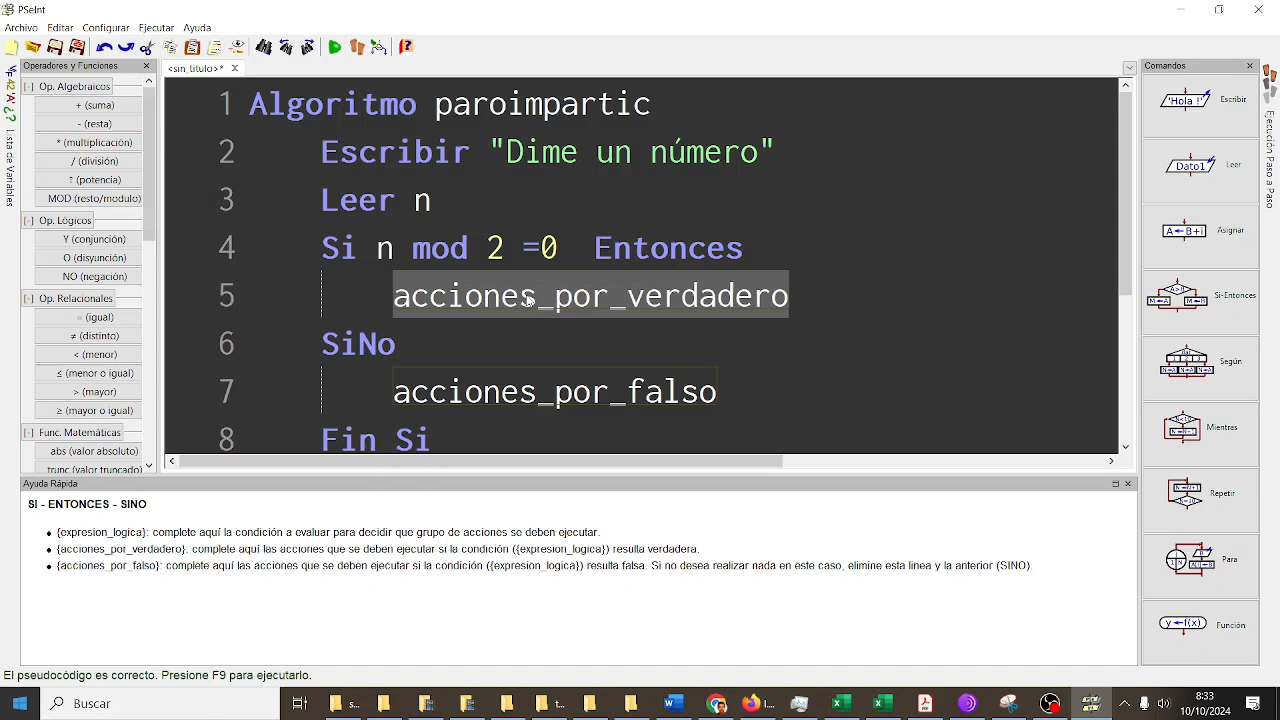 PSeInt
Archivo Editar Configurar Ejecutar Ayuda
Operadores y Funciones
<sin_titulo>*
Comandos
Lista de Variables
[-] Op. Algebraicos
+ (suma)
- (resta)
* (multiplicación)
/ (división)
↑ (potencia)
MOD (resto/modulo)
[-] Op. Lógicos
Y (conjunción)
O (disyunción)
NO (negación)
[-] Op. Relacionales
= (igual)
≠ (distinto)
< (menor)
≤ (menor o igual)
> (mayor)
≥ (mayor o igual)
[-] Func. Matemáticas
abs (valor absoluto)
trunc (valor truncado)
1 Algoritmo paroimpartic
2 Escribir "Dime un número"
3 Leer n
4 Si n mod 2 =0 Entonces
5 acciones_por_verdadero
6 SiNo
7 acciones_por_falso
8 Fin Si
'Hola !' Escribir
Dato1 Leer
A←B+i Asignar
Si-Entonces
Según
Mientras
Repetir
Para
y←f(x) Función
Ejecución Paso a Paso
Ayuda Rápida
SI - ENTONCES - SINO
{expresion_logica}: complete aquí la condición a evaluar para decidir que grupo de acciones se deben ejecutar.
{acciones_por_verdadero}: complete aquí las acciones que se deben ejecutar si la condición ({expresion_logica}) resulta verdadera.
{acciones_por_falso}: complete aquí las acciones que se deben ejecutar si la condición ({expresion_logica}) resulta falsa. Si no desea realizar nada en este caso, elimine esta linea y la anterior (SINO).
El pseudocódigo es correcto. Presione F9 para ejecutarlo.
Buscar
s...
t...
I...
8:33
10/10/2024